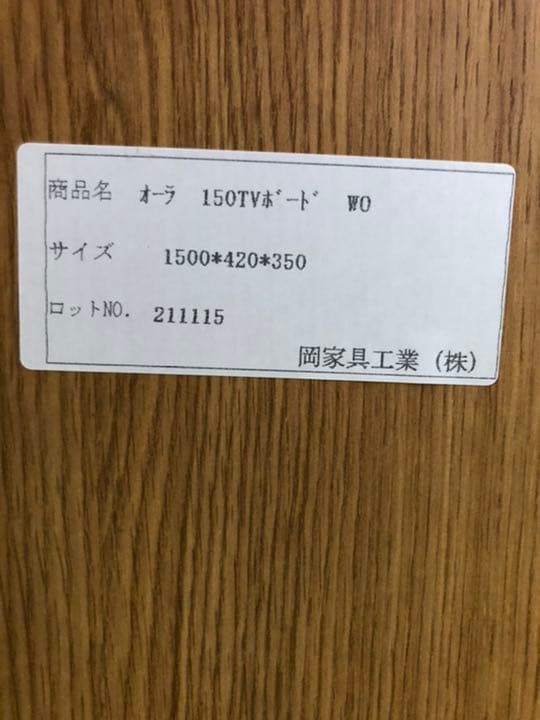 商品名 ｵｰﾗ 150TVﾎﾞｰﾄﾞ WO
サイズ 1500*420*350
ロットNO. 211115
岡家具工業（株）